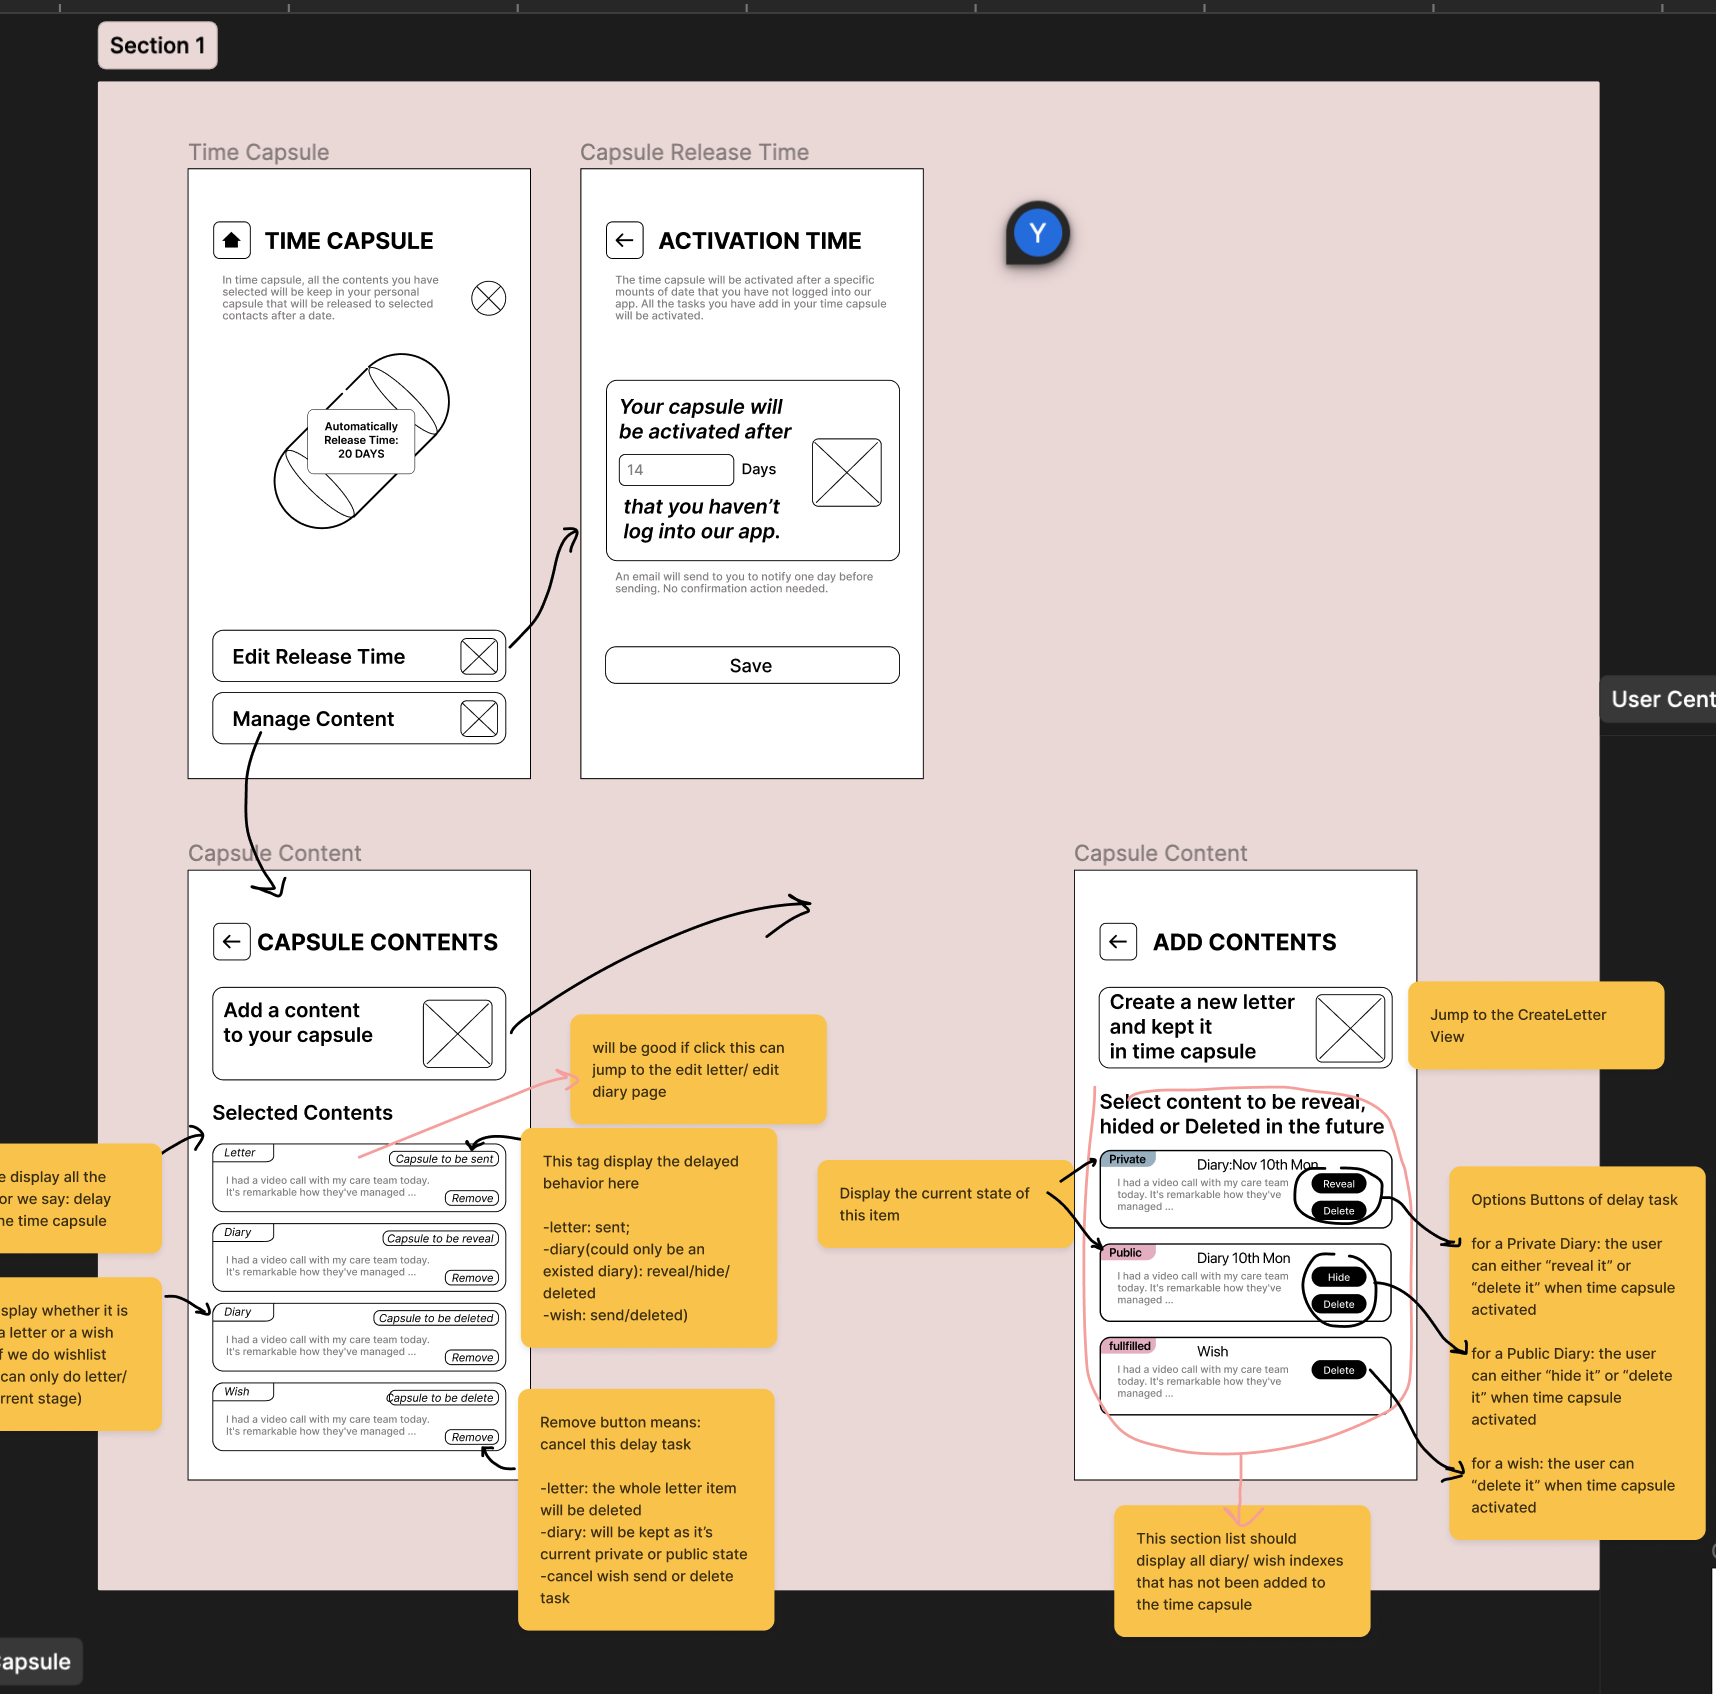 Section 1
Time Capsule
TIME CAPSULE
In time capsule, all the contents you have
selected will be keep in your personal
capsule that will be released to selected
contacts after a date.
Automatically
Release Time:
20 DAYS
Edit Release Time
Manage Content
Capsule Release Time
ACTIVATION TIME
The time capsule will be activated after a specific
mounts of date that you have not logged into our
app. All the tasks you have add in your time capsule
will be activated.
Your capsule will
be activated after
14
Days
that you haven't
log into our app.
An email will send to you to notify one day before
sending. No confirmation action needed.
Save
Y
User Cent
Capsule Content
CAPSULE CONTENTS
Add a content
to your capsule
Selected Contents
Letter
Capsule to be sent
I had a video call with my care team today.
It's remarkable how they've managed ...
Remove
Diary
Capsule to be reveal
I had a video call with my care team today.
It's remarkable how they've managed ...
Remove
Diary
Capsule to be deleted
I had a video call with my care team today.
It's remarkable how they've managed ...
Remove
Wish
Capsule to be delete
I had a video call with my care team today.
It's remarkable how they've managed ...
Remove
e display all the
or we say: delay
ne time capsule
splay whether it is
a letter or a wish
f we do wishlist
can only do letter/
rrent stage)
will be good if click this can
jump to the edit letter/ edit
diary page
This tag display the delayed
behavior here
-letter: sent;
-diary(could only be an
existed diary): reveal/hide/
deleted
-wish: send/deleted)
Remove button means:
cancel this delay task
-letter: the whole letter item
will be deleted
-diary: will be kept as it's
current private or public state
-cancel wish send or delete
task
Capsule Content
ADD CONTENTS
Create a new letter
and kept it
in time capsule
Jump to the CreateLetter
View
Select content to be reveal,
hided or Deleted in the future
Display the current state of
this item
Private
Diary:Nov 10th Mon
I had a video call with my care team
today. It's remarkable how they've
managed ...
Reveal
Delete
Public
Diary 10th Mon
I had a video call with my care team
today. It's remarkable how they've
managed ...
Hide
Delete
fullfilled
Wish
I had a video call with my care team
today. It's remarkable how they've
managed ...
Delete
Options Buttons of delay task
for a Private Diary: the user
can either “reveal it” or
“delete it” when time capsule
activated
for a Public Diary: the user
can either “hide it” or “delete
it” when time capsule
activated
for a wish: the user can
“delete it” when time capsule
activated
This section list should
display all diary/ wish indexes
that has not been added to
the time capsule
apsule